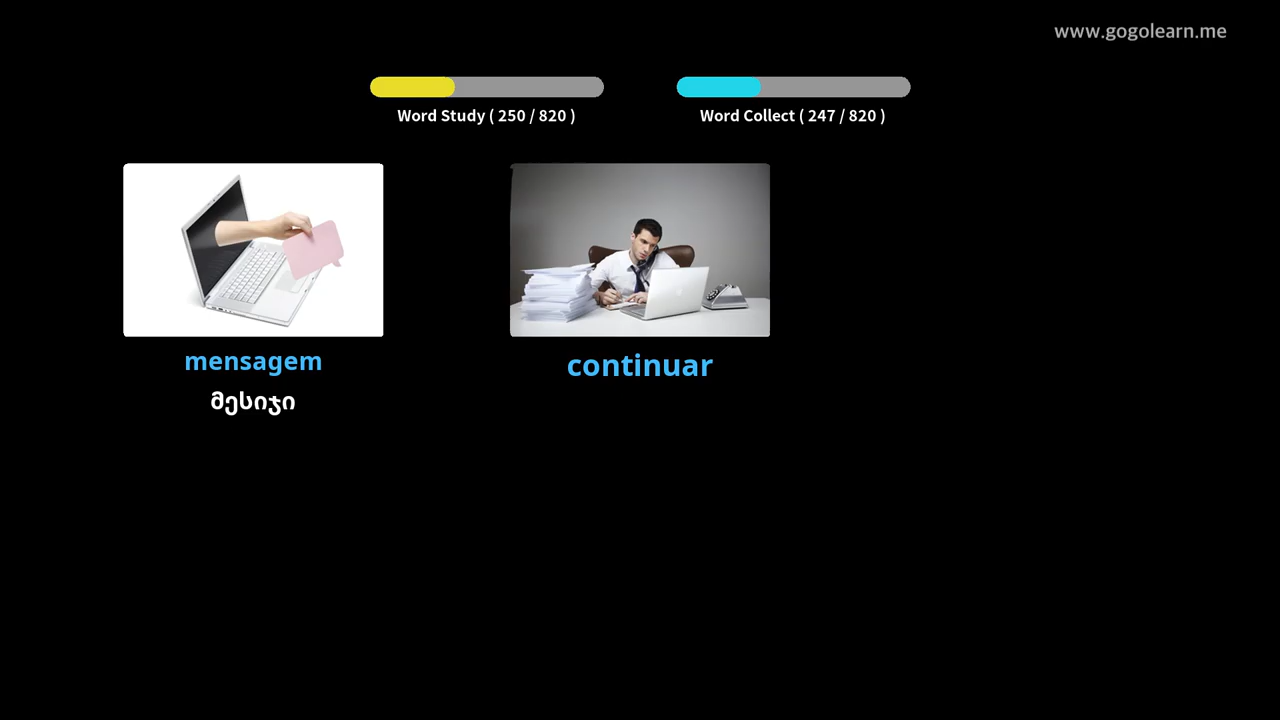 www.gogolearn.me
Word Study ( 250 / 820 )
Word Collect ( 247 / 820 )
mensagem
მესიჯი
continuar